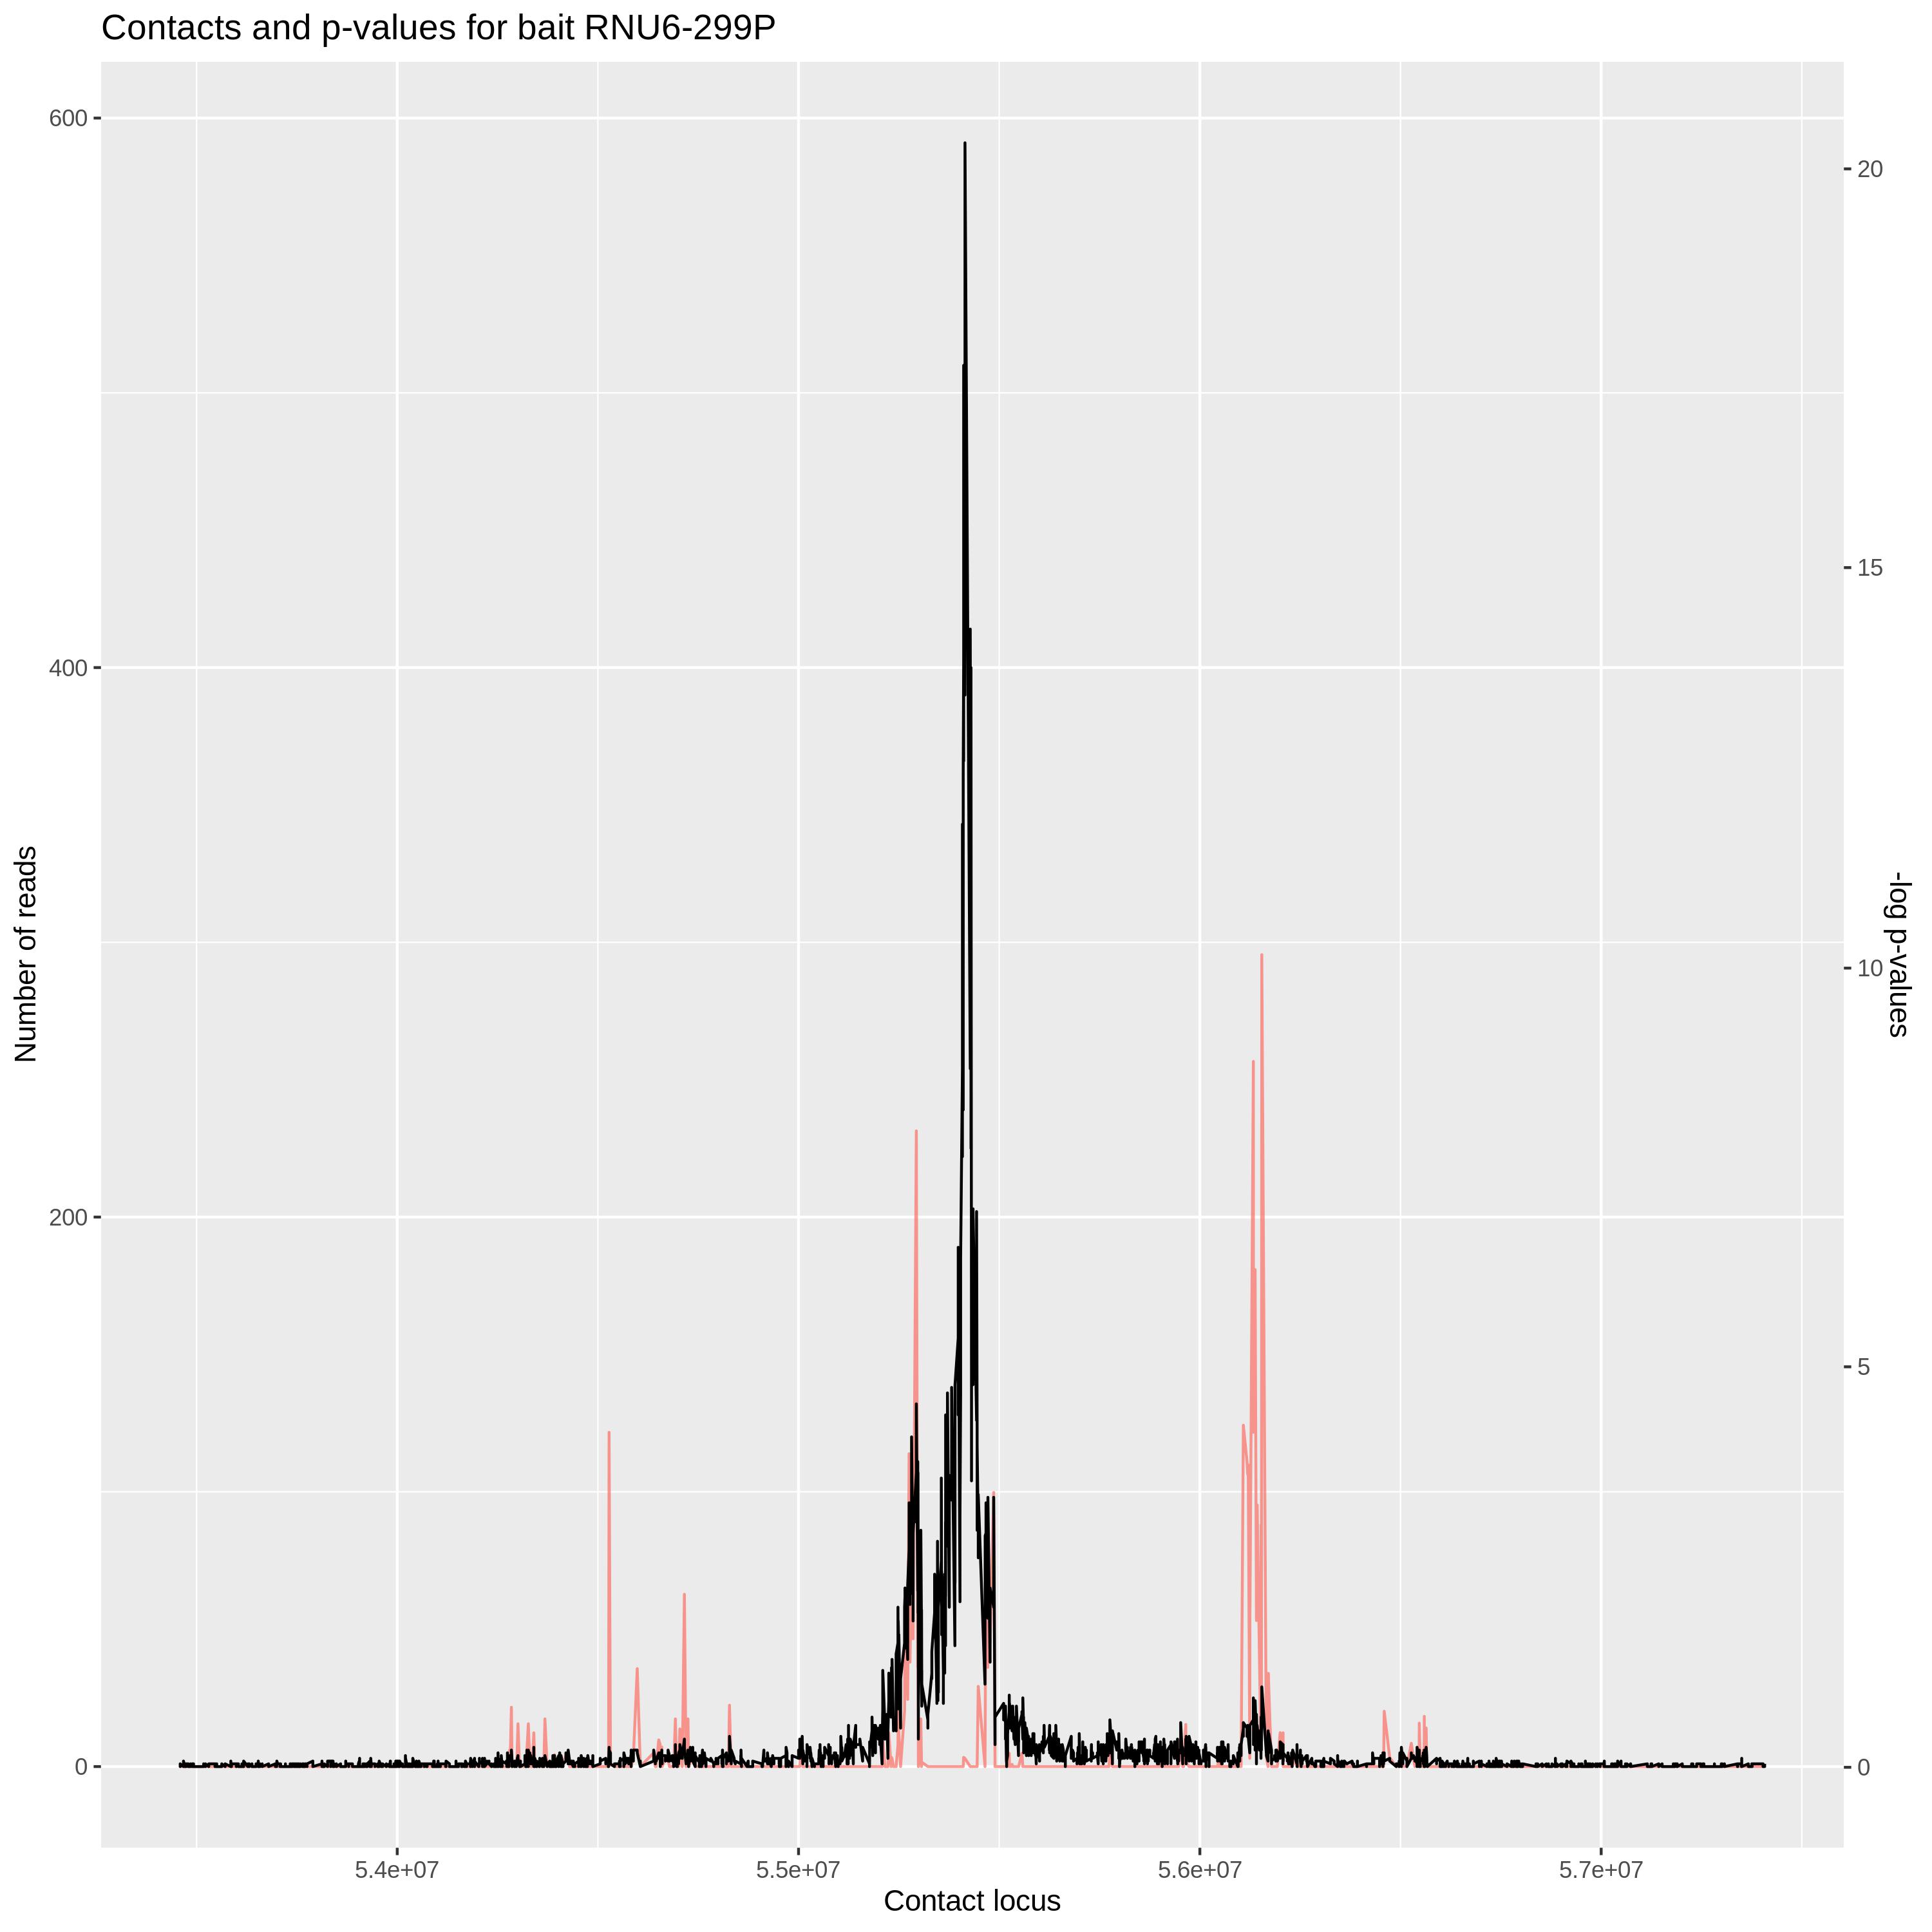 Contacts and p-values for bait RNU6-299P
600
400
200
0
Number of reads
20
15
10
5
0
-log p-values
5.4e+07
5.5e+07
5.6e+07
5.7e+07
Contact locus